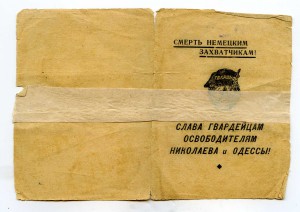 СМЕРТЬ НЕМЕЦКИМ
ЗАХВАТЧИКАМ!
СЛАВА ГВАРДЕЙЦАМ
ОСВОБОДИТЕЛЯМ
НИКОЛАЕВА и ОДЕССЫ!